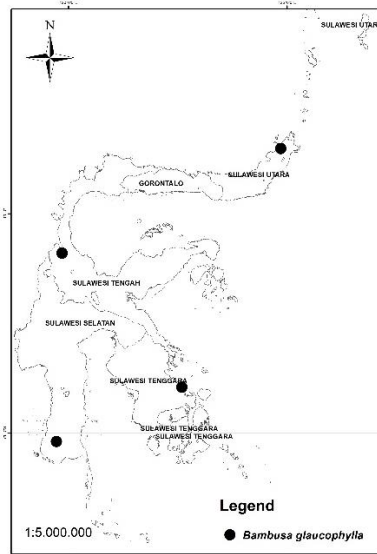 SULAWESI UTARA
N
SULAWESI UTARA
GORONTALO
SULAWESI TENGAH
SULAWESI SELATAN
SULAWESI TENGGARA
SULAWESI TENGGARA
SULAWESI TENGGARA
Legend
1:5.000.000
Bambusa glaucophylla